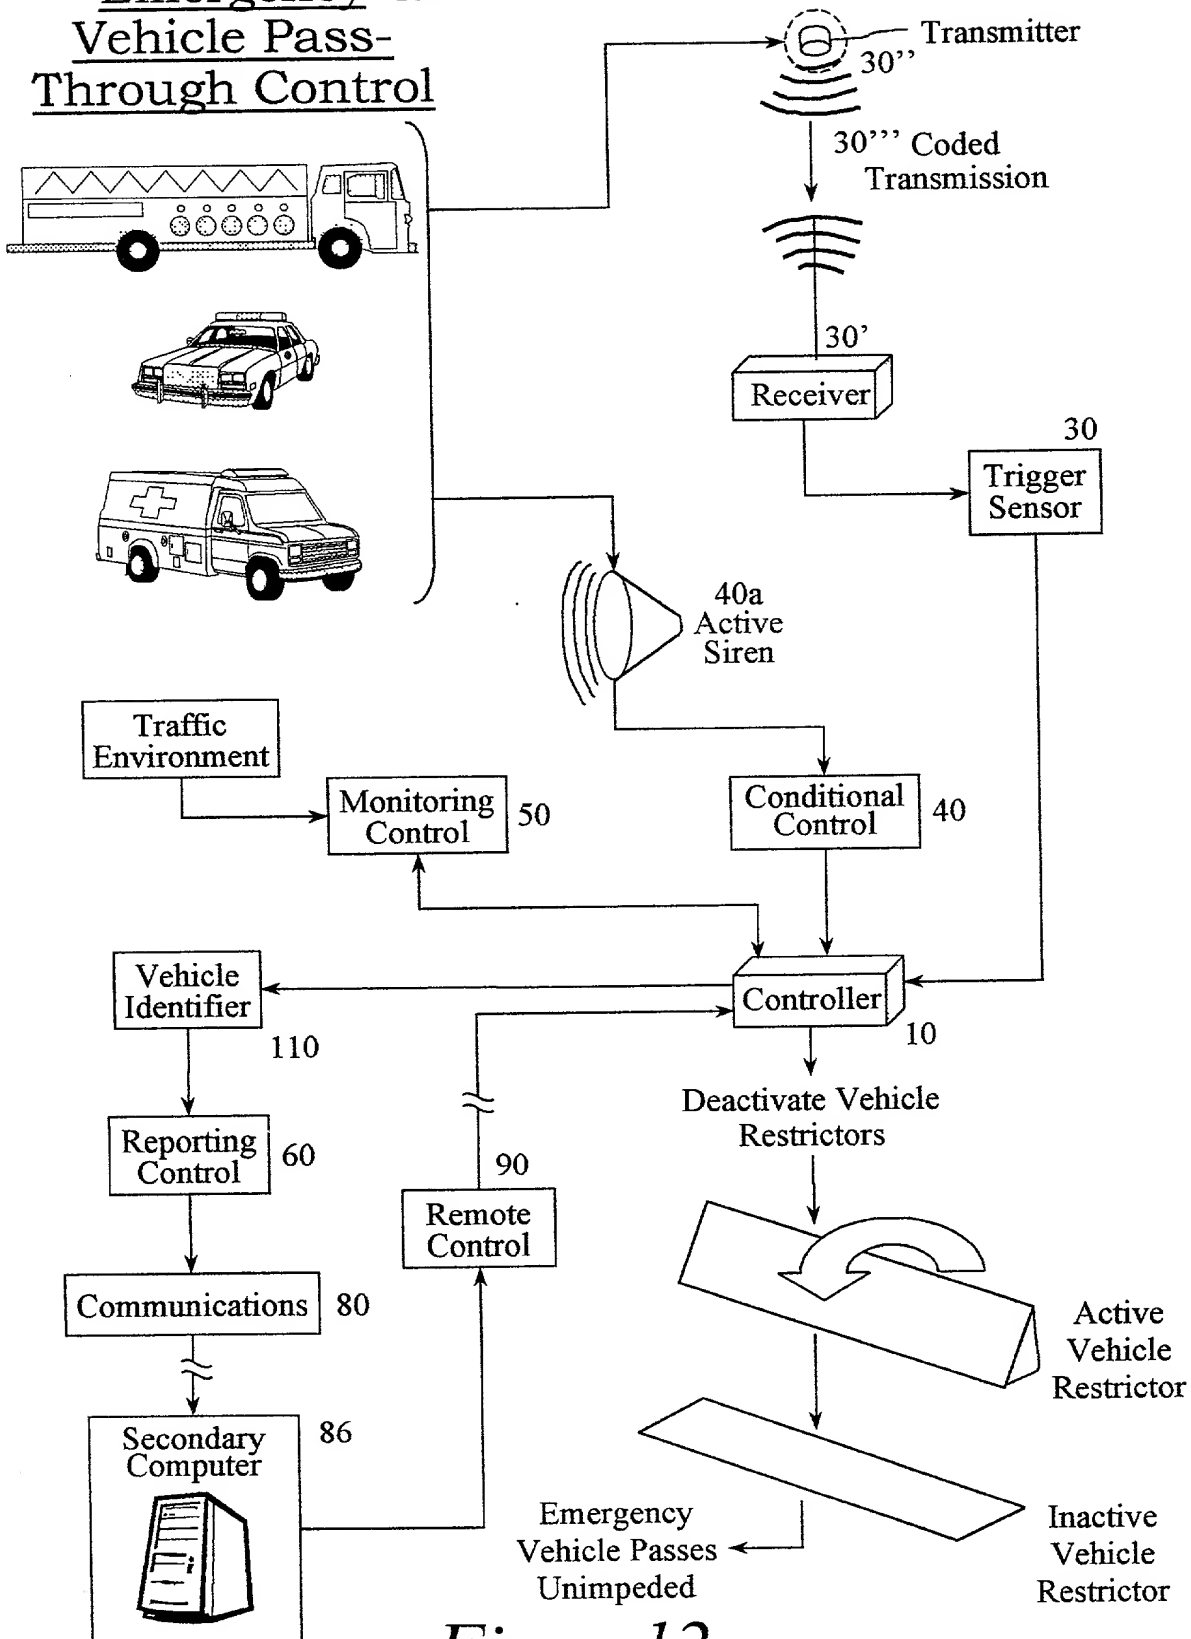 Emergency
Vehicle Pass-
Through Control
Transmitter
30’’
30’’’ Coded
Transmission
30’
Receiver
30
Trigger
Sensor
40a
Active
Siren
Traffic
Environment
Monitoring
Control
50
Conditional
Control
40
Vehicle
Identifier
110
Controller
10
Deactivate Vehicle
Restrictors
Reporting
Control
60
90
Remote
Control
Communications
80
Active
Vehicle
Restrictor
Secondary
Computer
86
Emergency
Vehicle Passes
Unimpeded
Inactive
Vehicle
Restrictor